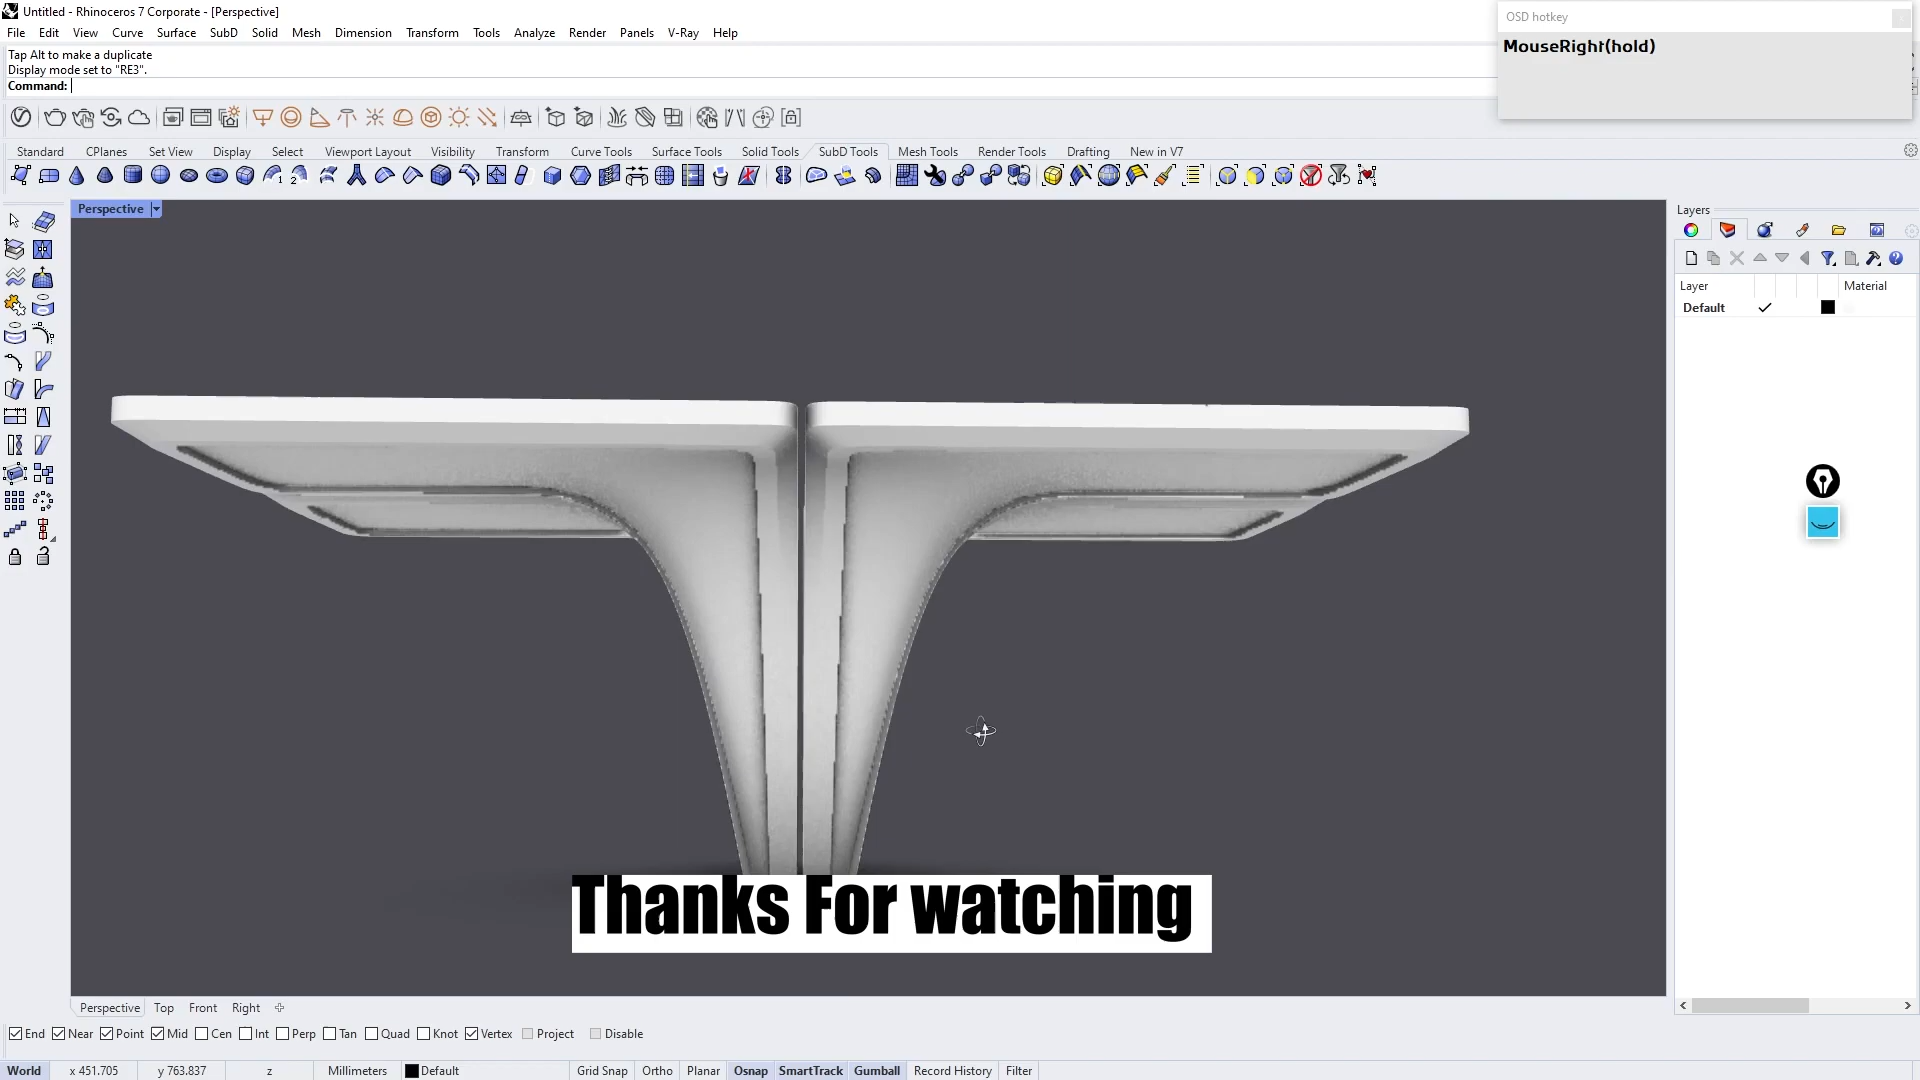 Untitled - Rhinoceros 7 Corporate - [Perspective]
File Edit View Curve Surface SubD Solid Mesh Dimension Transform Tools Analyze Render Panels V-Ray Help
OSD hotkey
MouseRight(hold)
Tap Alt to make a duplicate
Display mode set to "RE3".
Command:
Standard CPlanes Set View Display Select Viewport Layout Visibility Transform Curve Tools Surface Tools Solid Tools SubD Tools Mesh Tools Render Tools Drafting New in V7
Perspective
Layers
Layer Material
Default
Thanks For watching
Perspective Top Front Right
End Near Point Mid Cen Int Perp Tan Quad Knot Vertex Project Disable
World x 451.705 y 763.837 z Millimeters Default Grid Snap Ortho Planar Osnap SmartTrack Gumball Record History Filter